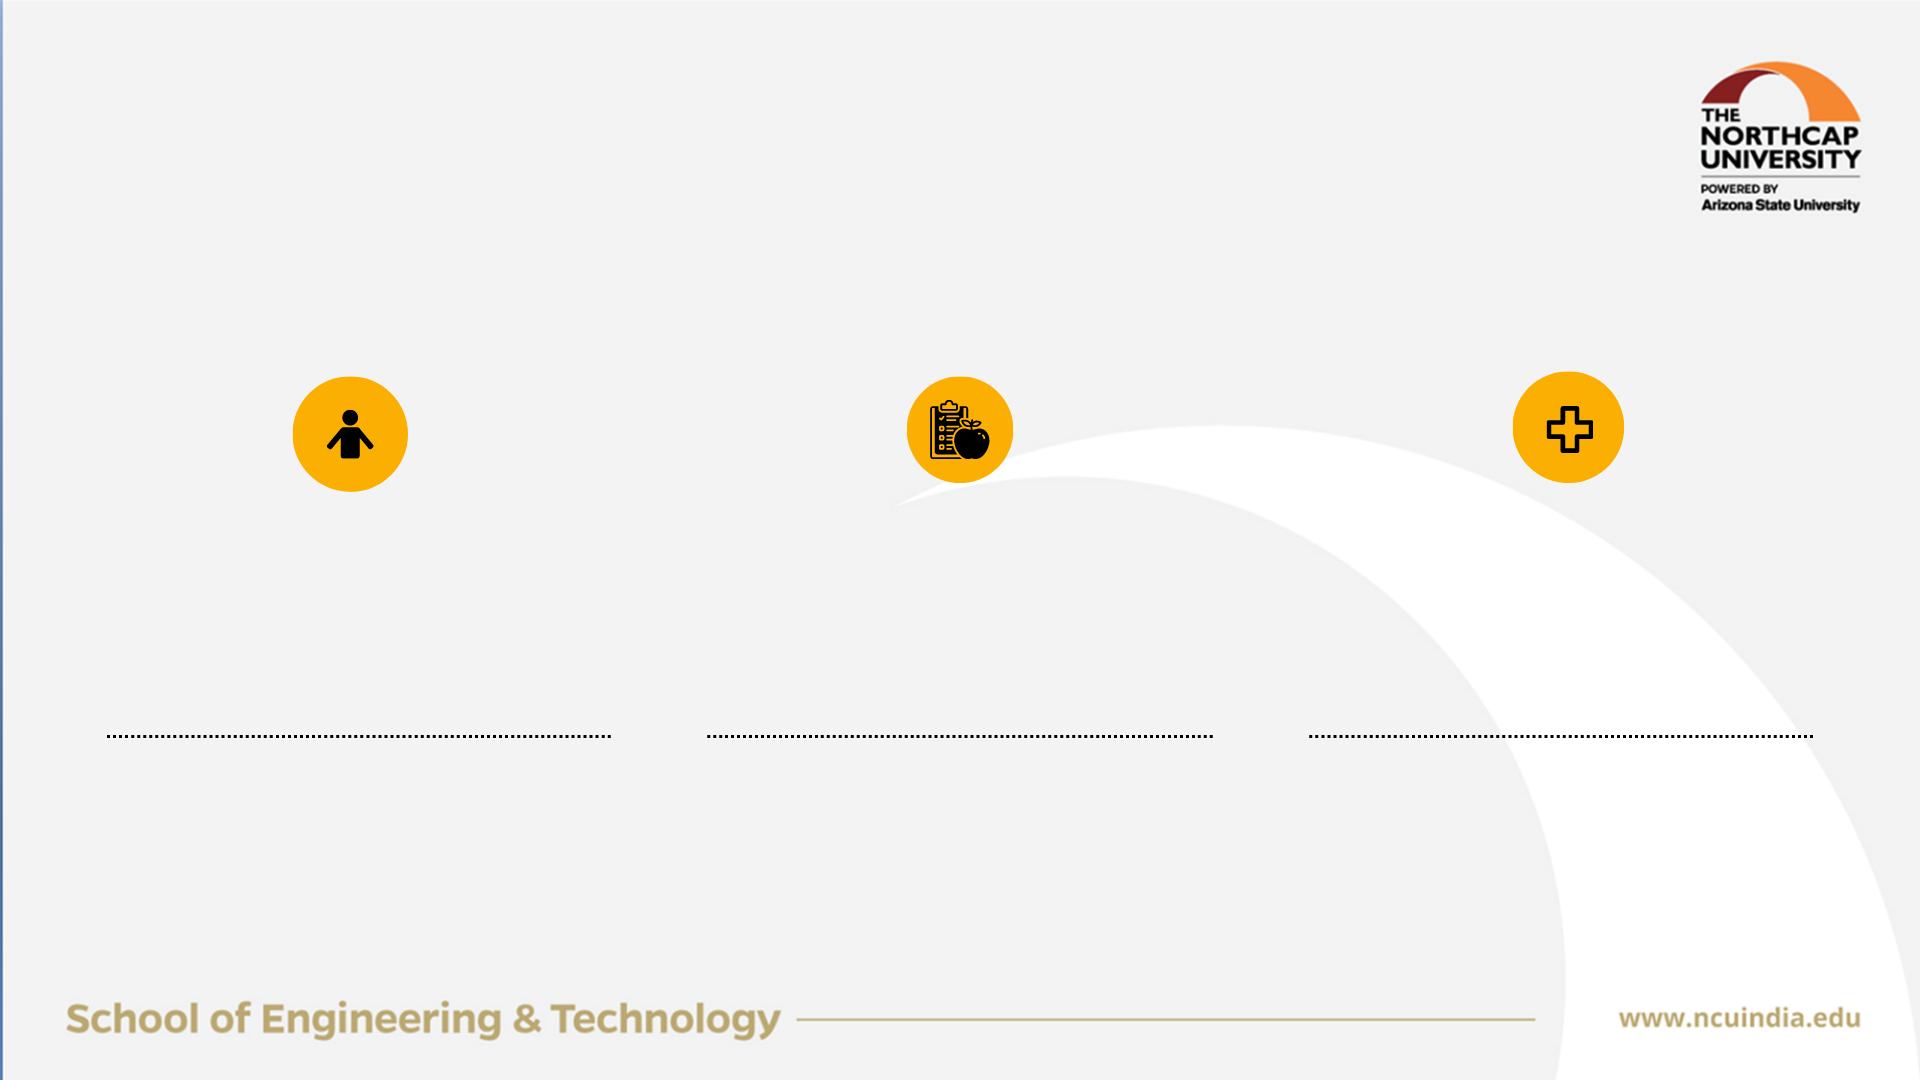 THE
NORTHCAP
UNIVERSITY
POWERED BY
Arizona State University
School of Engineering & Technology
www.ncuindia.edu